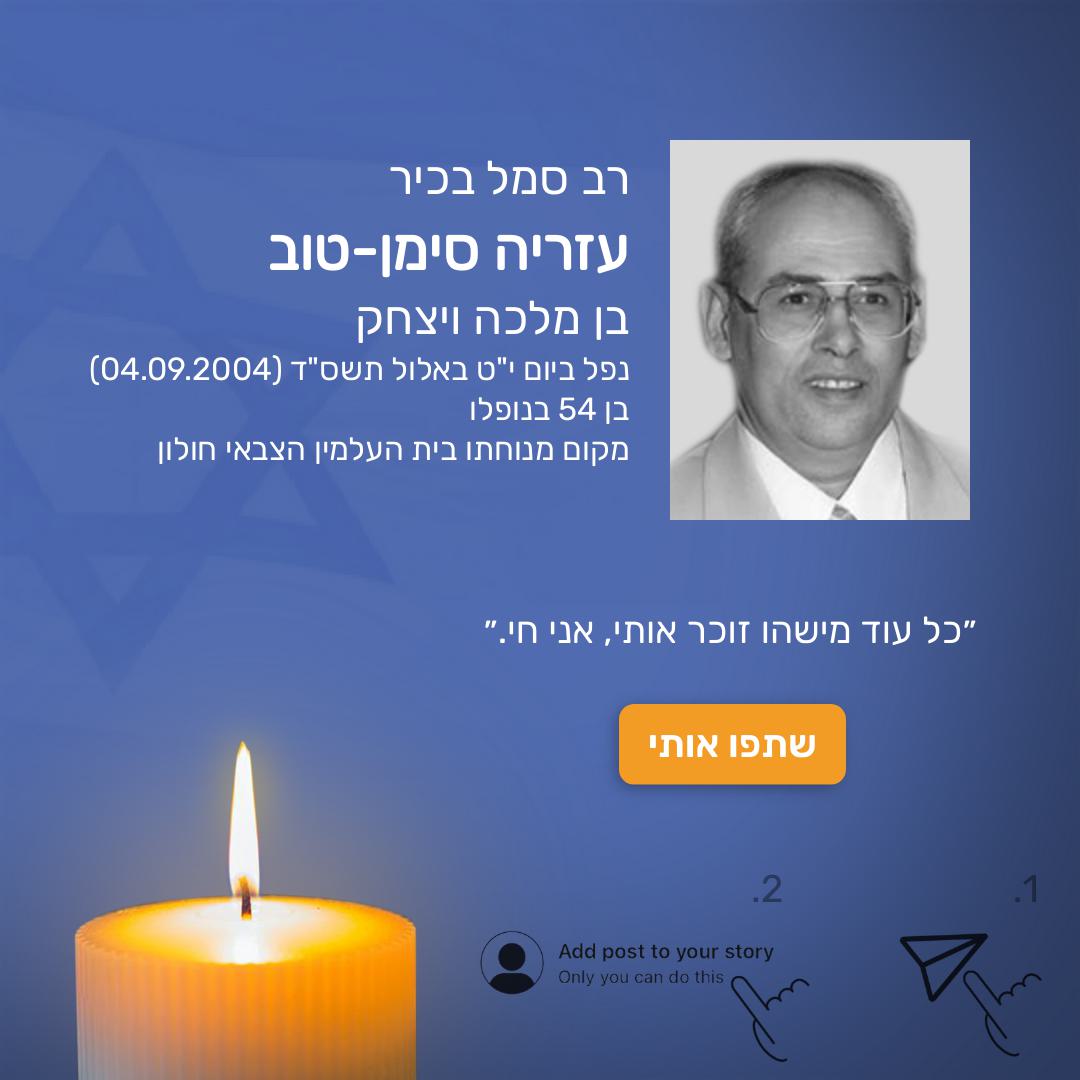 רב סמל בכיר
עזריה סימן-טוב
בן מלכה ויצחק
נפל ביום י"ט באלול תשס"ד (04.09.2004)
בן 54 בנופלו
מקום מנוחתו בית העלמין הצבאי חולון
״כל עוד מישהו זוכר אותי, אני חי.״
שתפו אותי
1.
2.
Add post to your story
Only you can do this